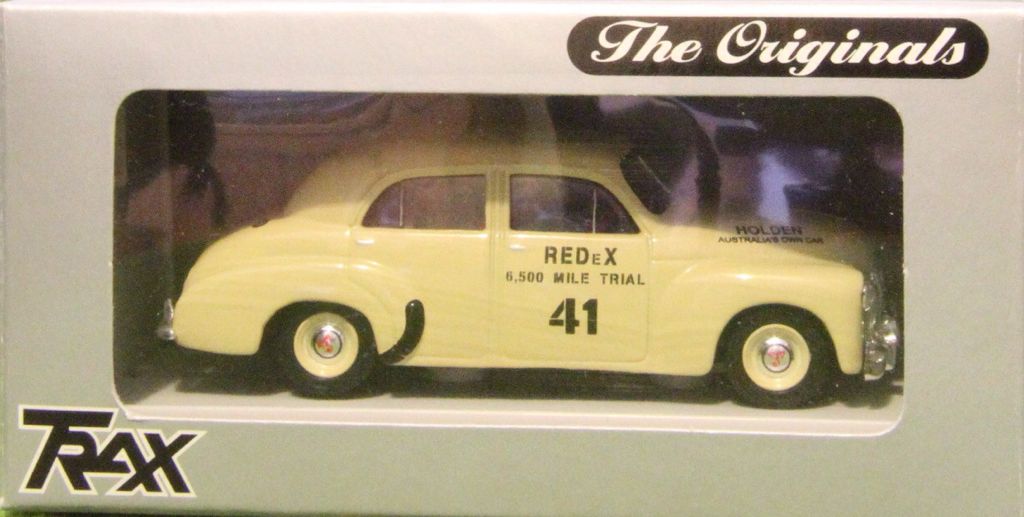 The Originals
HOLDEN
AUSTRALIA'S OWN CAR
REDeX
6,500 MILE TRIAL
41
TRAX